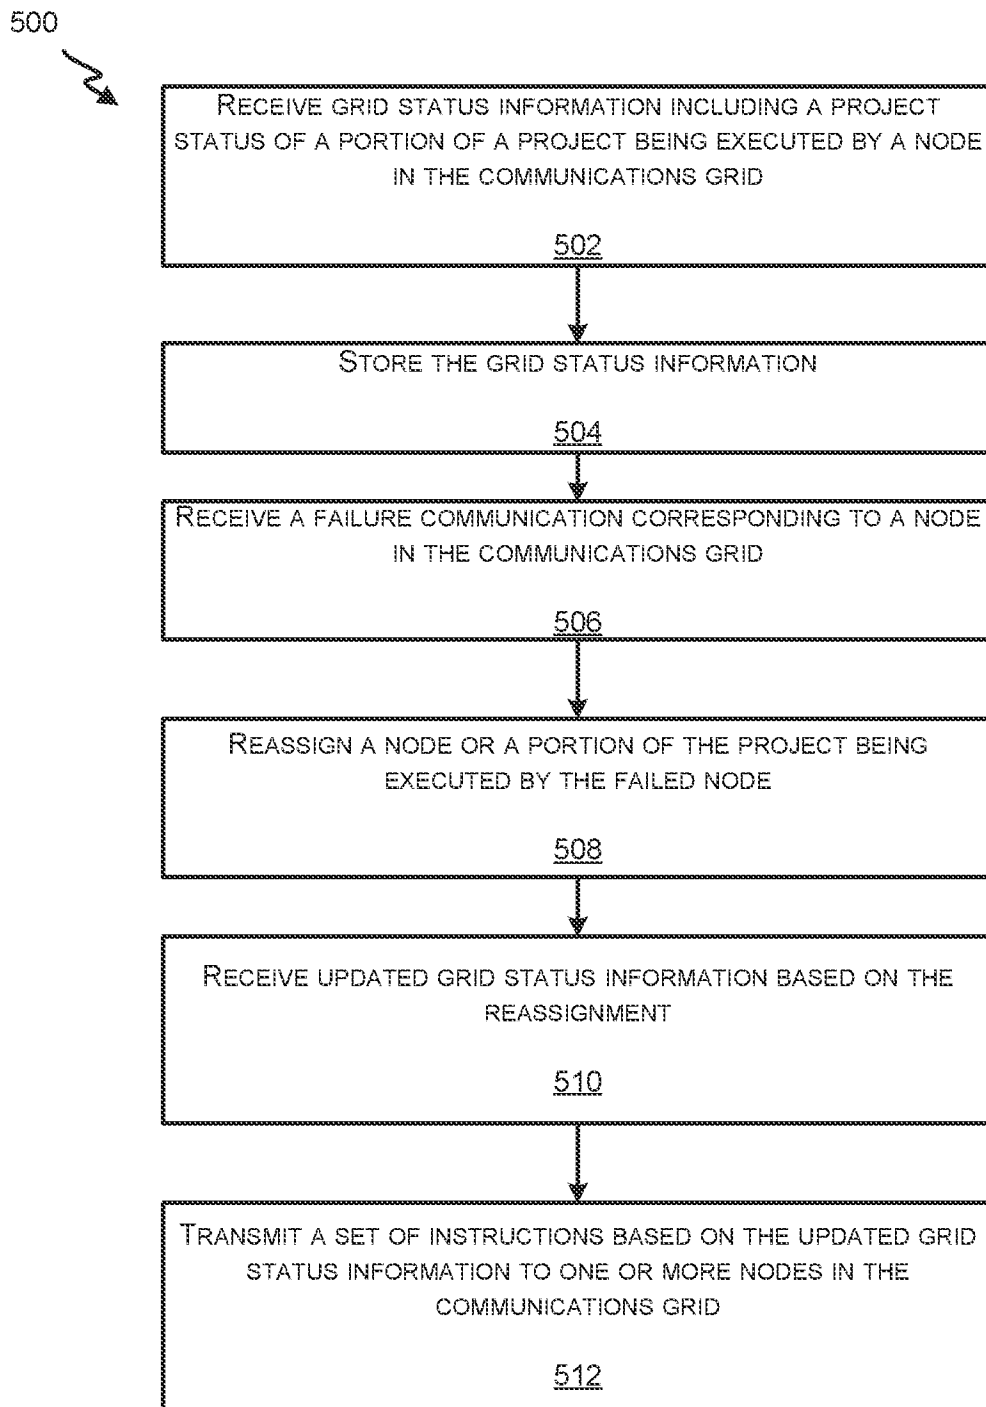 500
RECEIVE GRID STATUS INFORMATION INCLUDING A PROJECT
STATUS OF A PORTION OF A PROJECT BEING EXECUTED BY A NODE
IN THE COMMUNICATIONS GRID
502
STORE THE GRID STATUS INFORMATION
504
RECEIVE A FAILURE COMMUNICATION CORRESPONDING TO A NODE
IN THE COMMUNICATIONS GRID
506
REASSIGN A NODE OR A PORTION OF THE PROJECT BEING
EXECUTED BY THE FAILED NODE
508
RECEIVE UPDATED GRID STATUS INFORMATION BASED ON THE
REASSIGNMENT
510
TRANSMIT A SET OF INSTRUCTIONS BASED ON THE UPDATED GRID
STATUS INFORMATION TO ONE OR MORE NODES IN THE
COMMUNICATIONS GRID
512